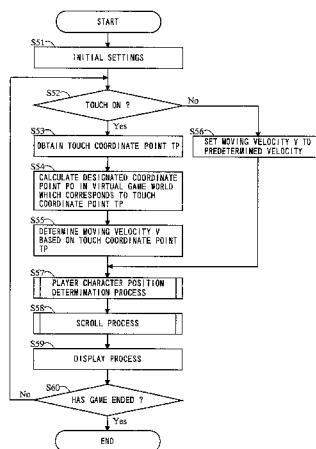 START
S51
INITIAL SETTINGS
S52
TOUCH ON ?
No
Yes
S53
OBTAIN TOUCH COORDINATE POINT TP
S56
SET MOVING VELOCITY V TO
PREDETERMINED VELOCITY
S54
CALCULATE DESIGNATED COORDINATE
POINT PO IN VIRTUAL GAME WORLD
WHICH CORRESPONDS TO TOUCH
COORDINATE POINT TP
S55
DETERMINE MOVING VELOCITY V
BASED ON TOUCH COORDINATE POINT
TP
S57
PLAYER CHARACTER POSITION
DETERMINATION PROCESS
S58
SCROLL PROCESS
S59
DISPLAY PROCESS
S60
No
HAS GAME ENDED ?
Yes
END